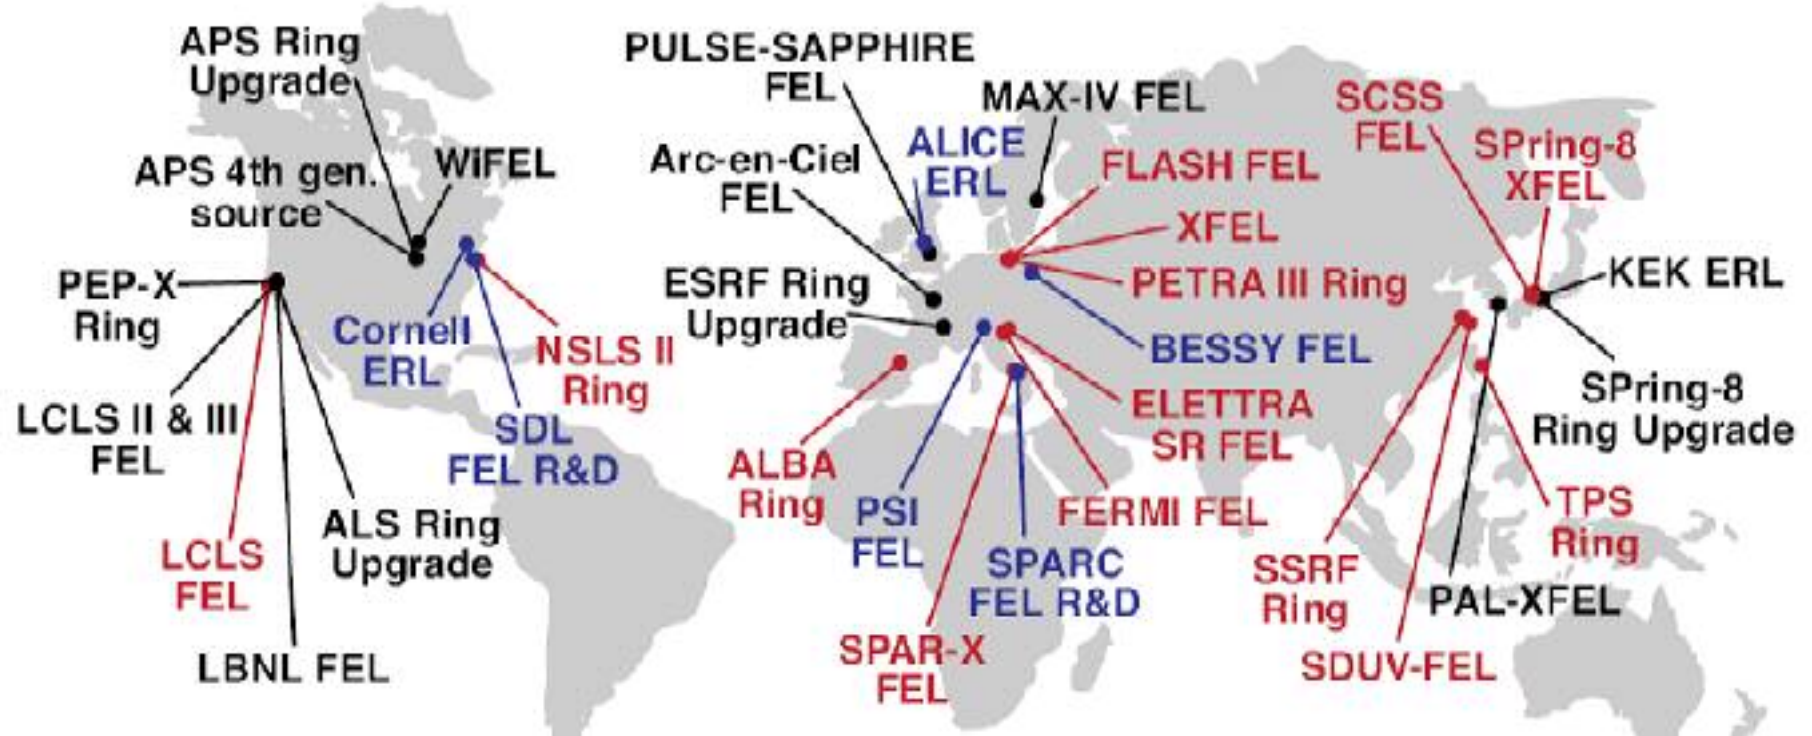 APS Ring
Upgrade
APS 4th gen.
source
WiFEL
PEP-X
Ring
Cornell
ERL
NSLS II
Ring
LCLS II & III
FEL
SDL
FEL R&D
LCLS
FEL
ALS Ring
Upgrade
LBNL FEL
PULSE-SAPPHIRE
FEL
MAX-IV FEL
ALICE
ERL
Arc-en-Ciel
FEL
FLASH FEL
XFEL
ESRF Ring
Upgrade
PETRA III Ring
BESSY FEL
ELETTRA
SR FEL
ALBA
Ring
PSI
FEL
FERMI FEL
SPARC
FEL R&D
SPAR-X
FEL
SCSS
FEL
SPring-8
XFEL
KEK ERL
SPring-8
Ring Upgrade
TPS
Ring
SSRF
Ring
PAL-XFEL
SDUV-FEL